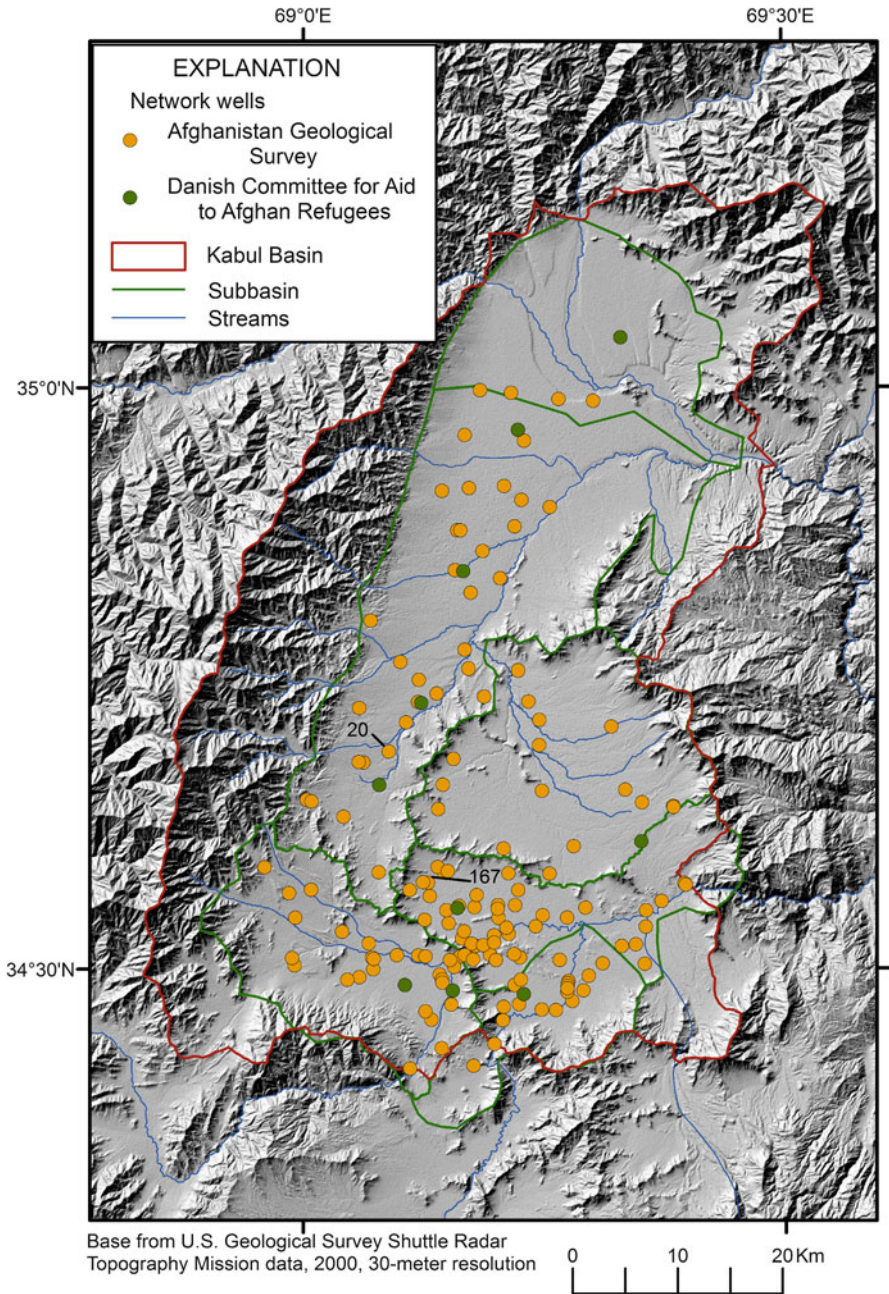 69°0'E
69°30'E
EXPLANATION
Network wells
Afghanistan Geological
Survey
Danish Committee for Aid
to Afghan Refugees
Kabul Basin
Subbasin
Streams
35°0'N
20
167
34°30'N
Base from U.S. Geological Survey Shuttle Radar
Topography Mission data, 2000, 30-meter resolution
0 10 20 Km